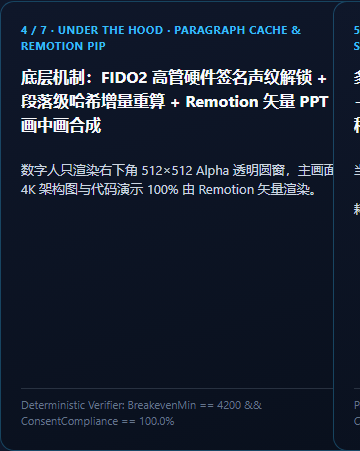 4 / 7 · UNDER THE HOOD · PARAGRAPH CACHE &
REMOTION PIP
底层机制：FIDO2 高管硬件签名声纹解锁 +
段落级哈希增量重算 + Remotion 矢量 PPT
画中画合成
数字人只渲染右下角 512×512 Alpha 透明圆窗，主画面
4K 架构图与代码演示 100% 由 Remotion 矢量渲染。
Deterministic Verifier: BreakevenMin == 4200 &&
ConsentCompliance == 100.0%